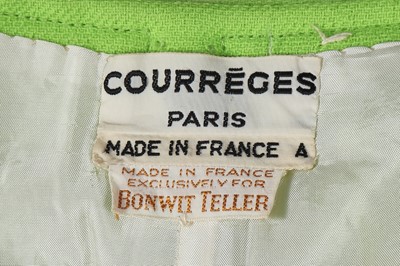 COURRÈGES
PARIS
MADE IN FRANCE A
MADE IN FRANCE
EXCLUSIVELY FOR
BONWIT TELLER